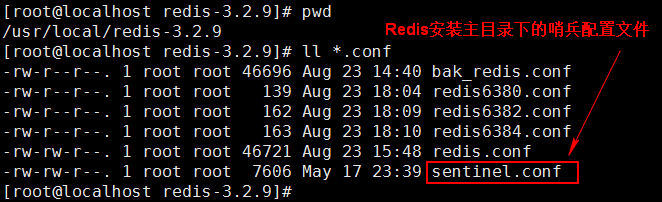 [root@localhost redis-3.2.9]# pwd
/usr/local/redis-3.2.9
Redis安装主目录下的哨兵配置文件
[root@localhost redis-3.2.9]# ll *.conf
-rw-r--r--. 1 root root 46696 Aug 23 14:40 bak_redis.conf
-rw-r--r--. 1 root root   139 Aug 23 18:04 redis6380.conf
-rw-r--r--. 1 root root   162 Aug 23 18:09 redis6382.conf
-rw-r--r--. 1 root root   163 Aug 23 18:10 redis6384.conf
-rw-rw-r--. 1 root root 46721 Aug 23 15:48 redis.conf
-rw-rw-r--. 1 root root  7606 May 17 23:39 sentinel.conf
[root@localhost redis-3.2.9]#